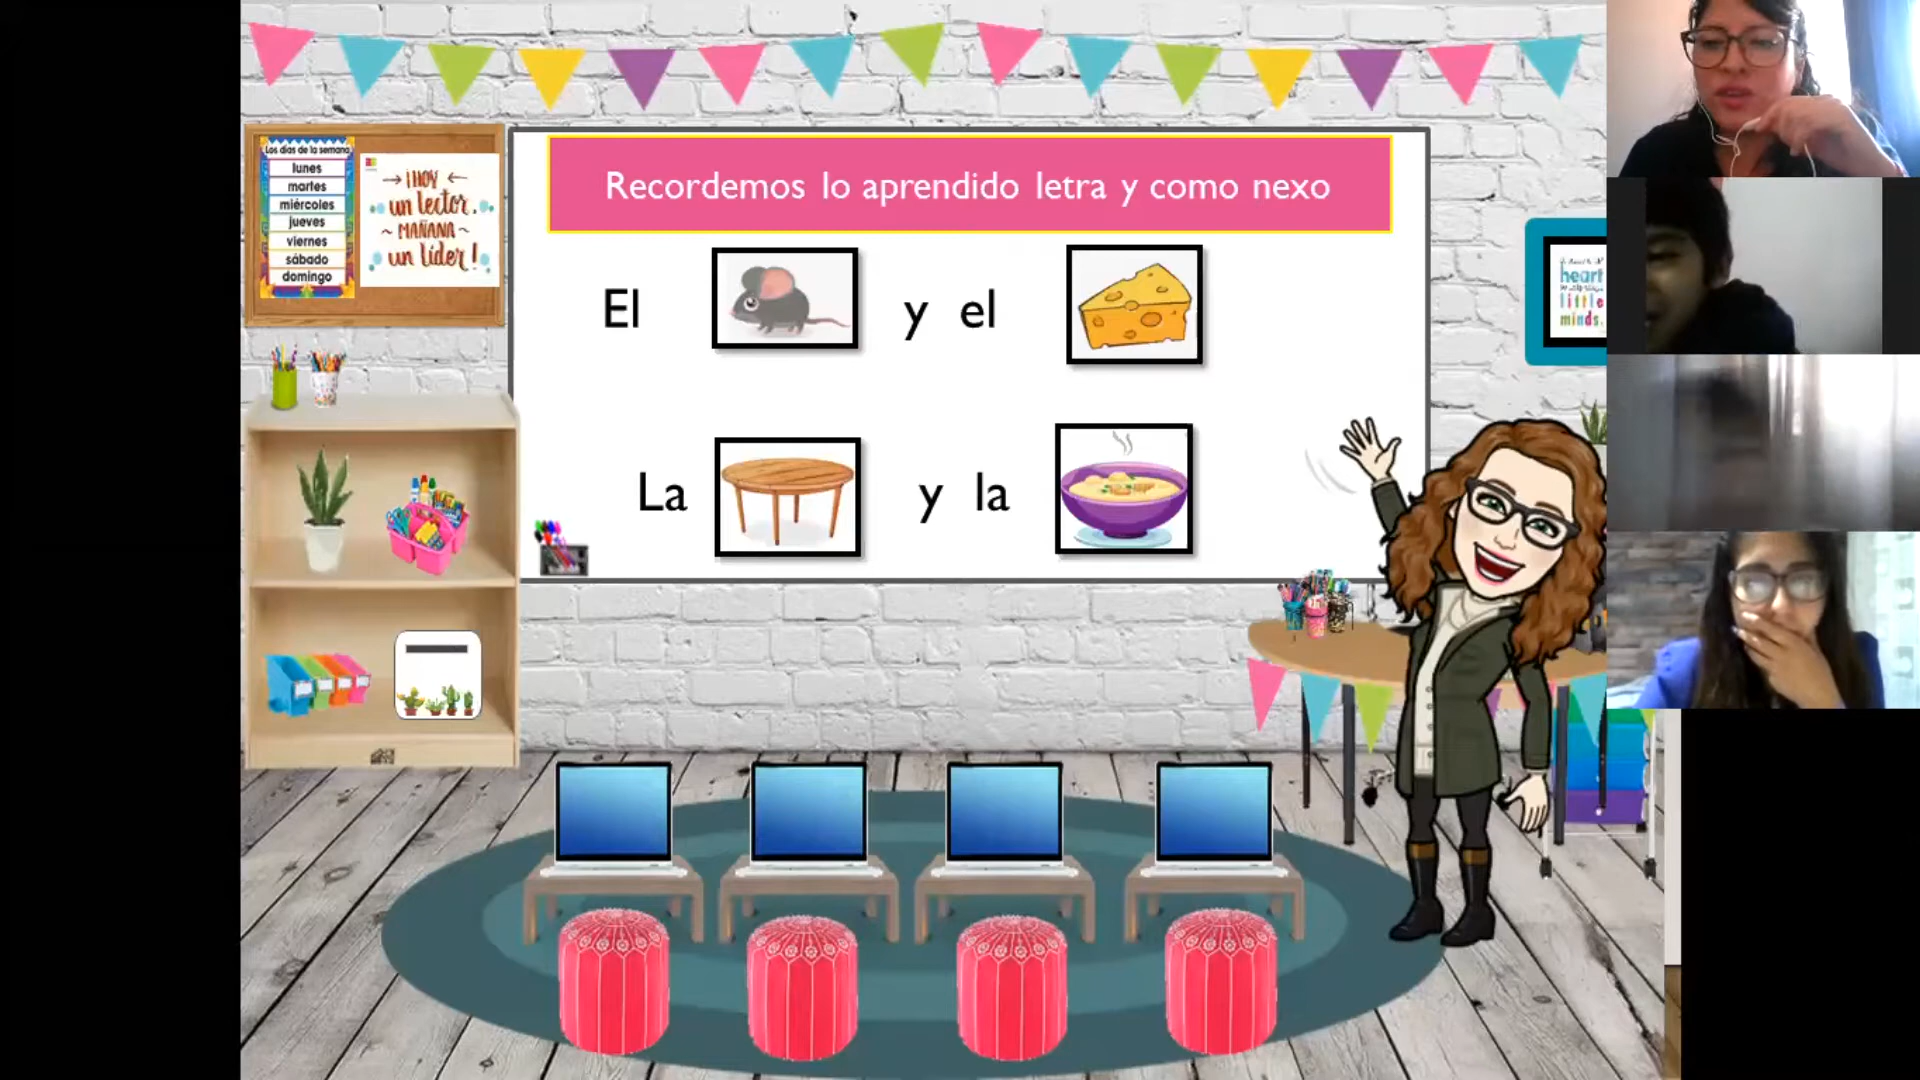 Recordemos lo aprendido letra y como nexo
El y el
La y la
Los días de la semana
lunes
martes
miércoles
jueves
viernes
sábado
domingo
¡HOY
un lector.
MAÑANA
un líder!
heart
little
minds.